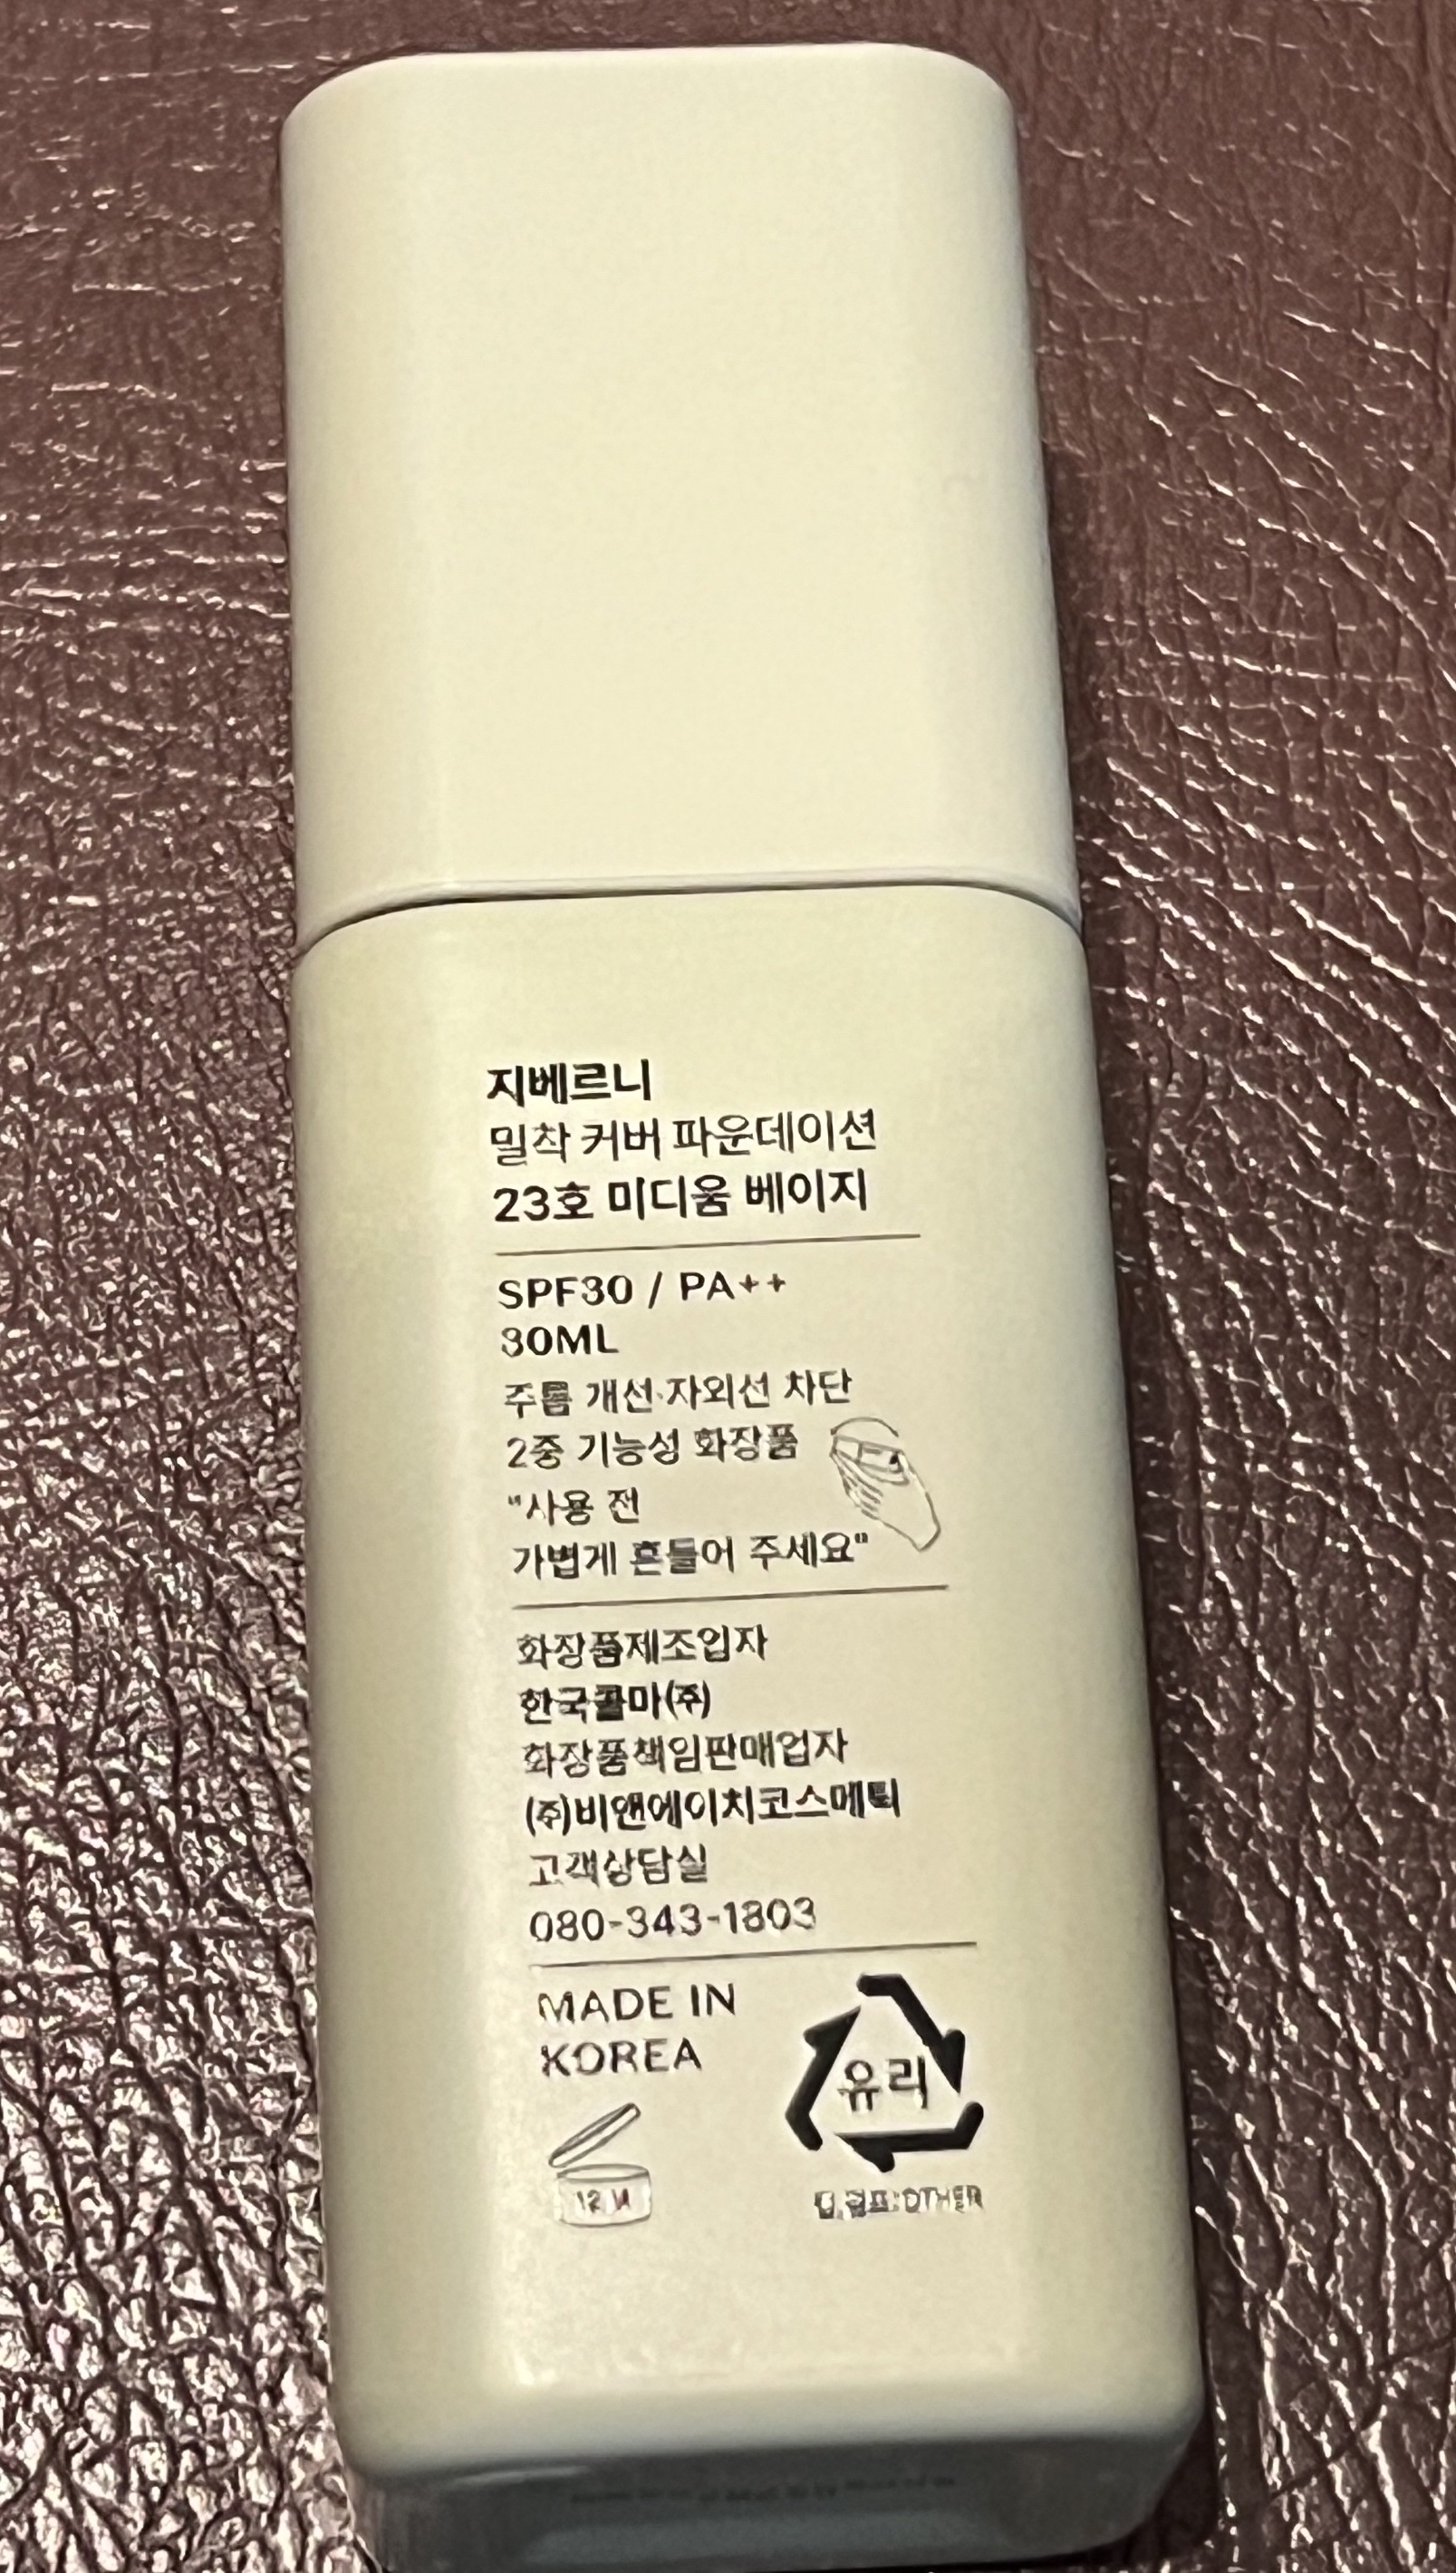 지베르니
밀착 커버 파운데이션
23호 미디움 베이지
SPF30 / PA++
30ML
주름 개선·자외선 차단
2중 기능성 화장품
"사용 전
가볍게 흔들어 주세요"
화장품제조업자
한국콜마(주)
화장품책임판매업자
(주)비앤에이치코스메틱
고객상담실
080-343-1803
MADE IN
KOREA
유리
12 M
캡,펌프:OTHER